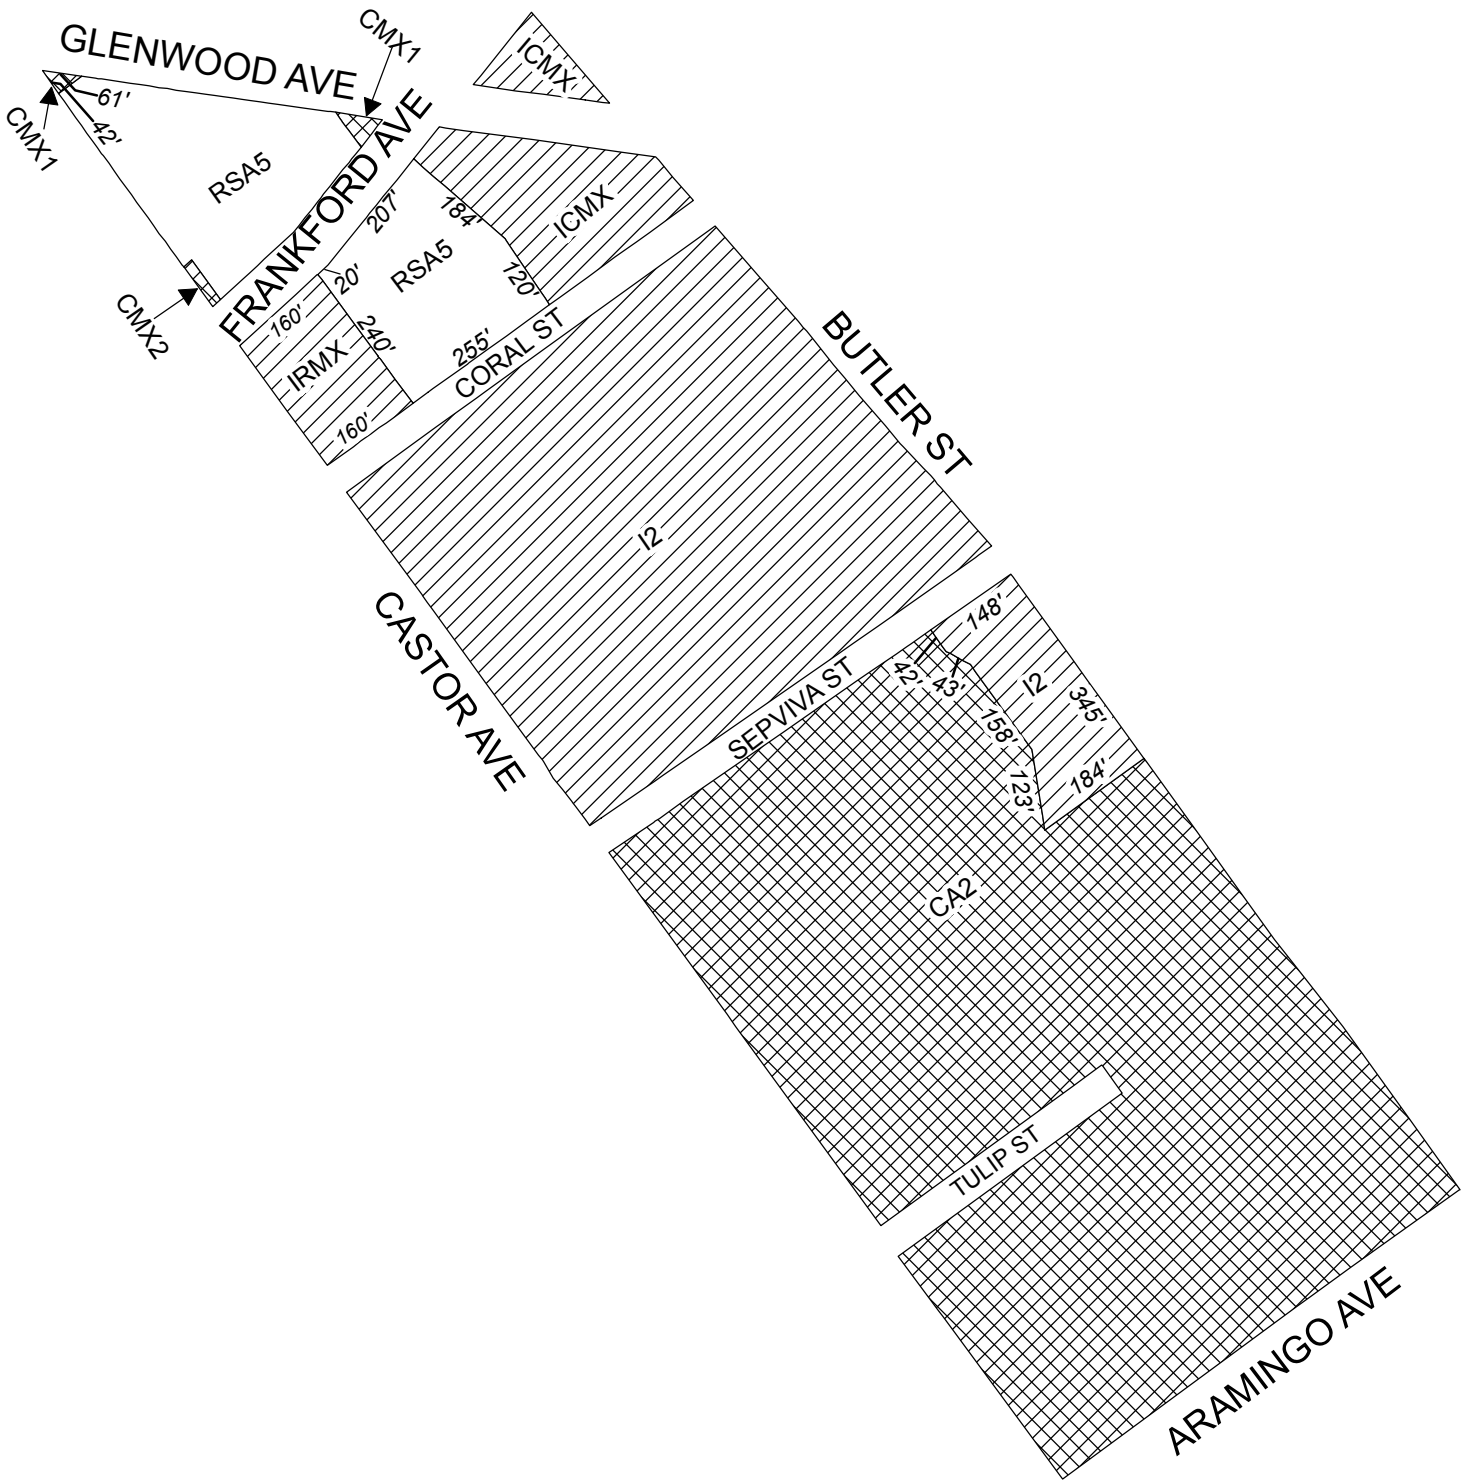 GLENWOOD AVE
CMX1
ICMX
61'
42'
CMX1
RSA5
FRANKFORD AVE
207'
184'
ICMX
RSA5
20'
120'
CMX2
160'
240'
255'
CORAL ST
IRMX
160'
BUTLER ST
I2
CASTOR AVE
148'
SEPVIVA ST
42'
43'
I2
345'
158'
123'
184'
CA2
TULIP ST
ARAMINGO AVE